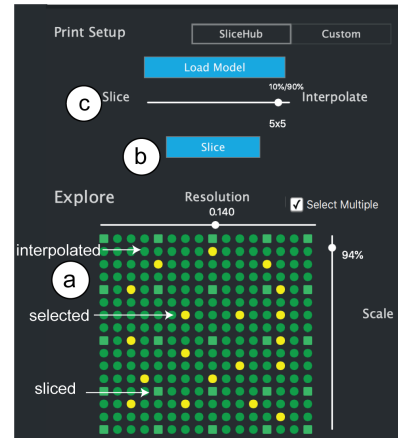 Print Setup SliceHub Custom
Load Model
10%/90%
c Slice Interpolate
5x5
b Slice
Explore Resolution
0.140 Select Multiple
interpolated
94%
a
selected Scale
sliced